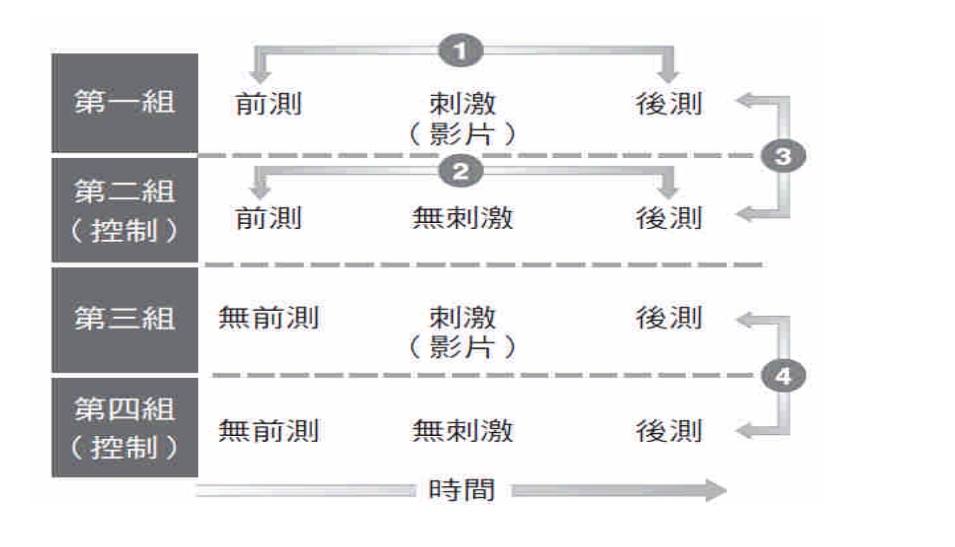 1
第一組 前測 刺激 後測
（影片）
3
2
第二組
（控制） 前測 無刺激 後測
第三組 無前測 刺激 後測
（影片）
4
第四組
（控制） 無前測 無刺激 後測
時間